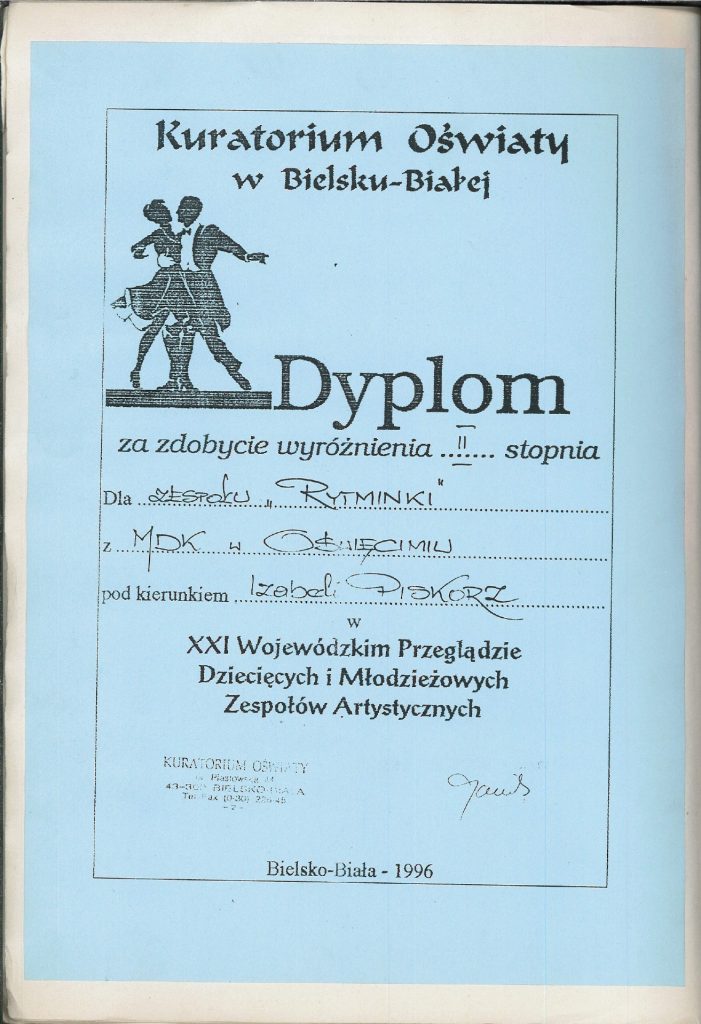 Kuratorium Oświaty
w Bielsku-Białej
Dyplom
za zdobycie wyróżnienia ..II.... stopnia
Dla zespołu „Rytminki"
z MDK w Oświęcimiu
pod kierunkiem Izabeli Piskorz
w
XXI Wojewódzkim Przeglądzie
Dziecięcych i Młodzieżowych
Zespołów Artystycznych
KURATORIUM OŚWIATY
BIELSKO-BIAŁA
Bielsko-Biała - 1996